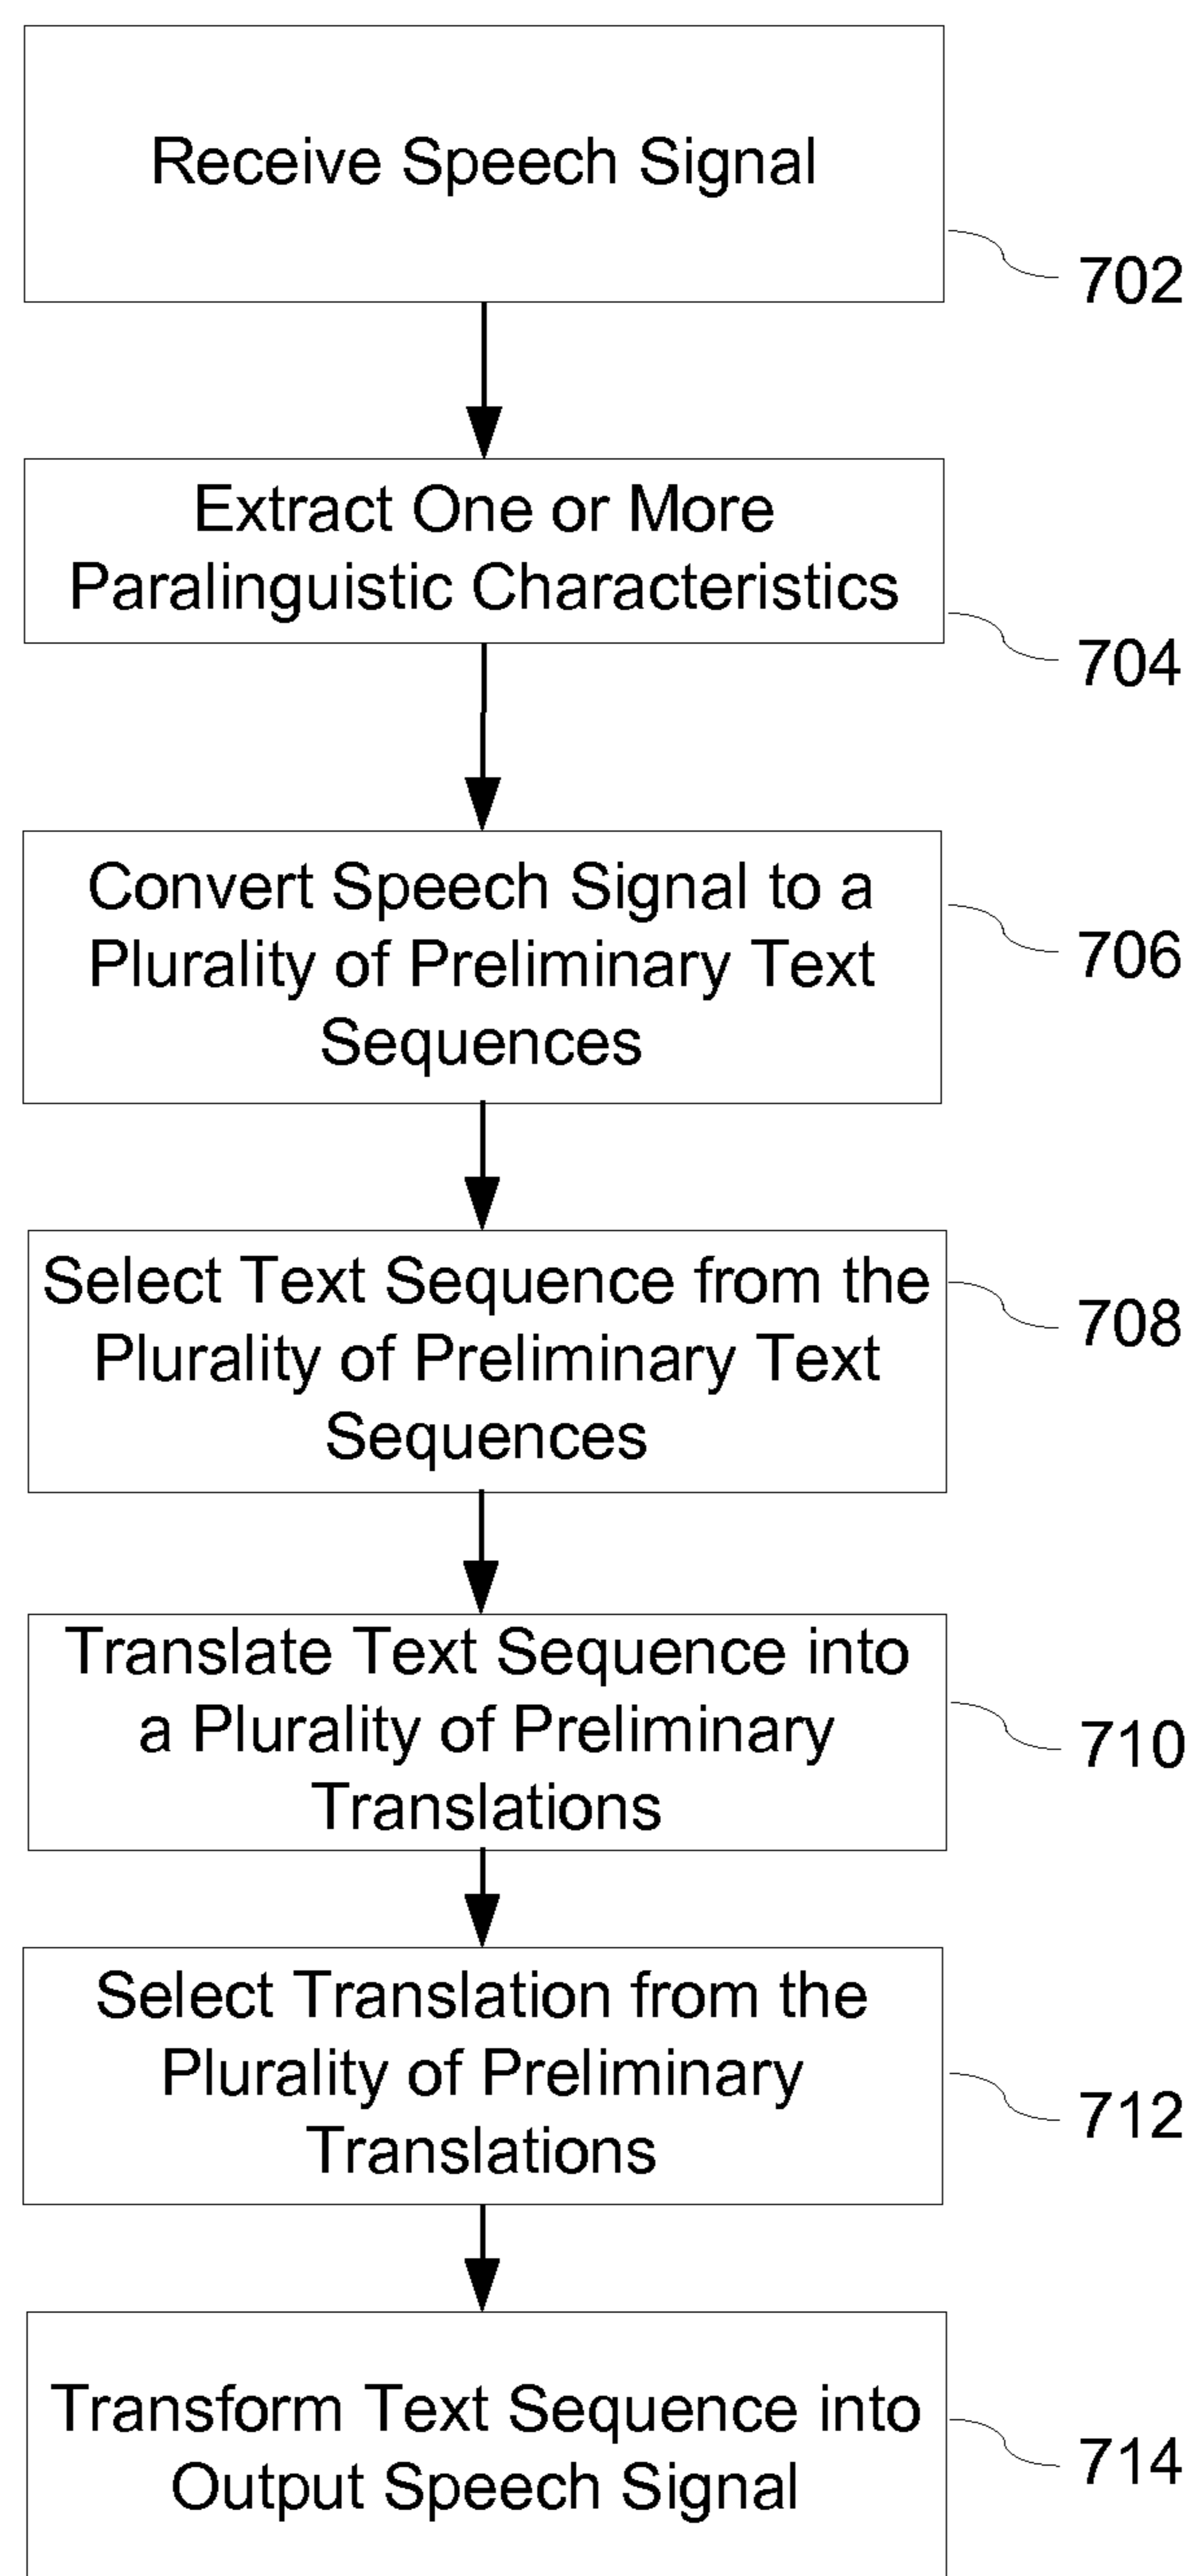 Receive Speech Signal
702
Extract One or More
Paralinguistic Characteristics
704
Convert Speech Signal to a
Plurality of Preliminary Text
Sequences
706
Select Text Sequence from the
Plurality of Preliminary Text
Sequences
708
Translate Text Sequence into
a Plurality of Preliminary
Translations
710
Select Translation from the
Plurality of Preliminary
Translations
712
Transform Text Sequence into
Output Speech Signal
714